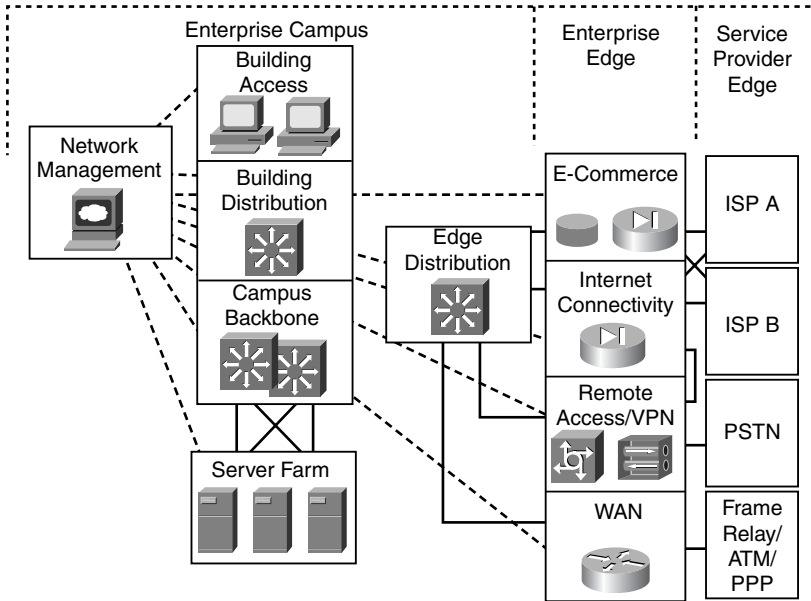 Enterprise Campus
Enterprise
Edge
Service
Provider
Edge
Building
Access
Network
Management
Building
Distribution
Campus
Backbone
Server Farm
Edge
Distribution
E-Commerce
Internet
Connectivity
Remote
Access/VPN
WAN
ISP A
ISP B
PSTN
Frame
Relay/
ATM/
PPP